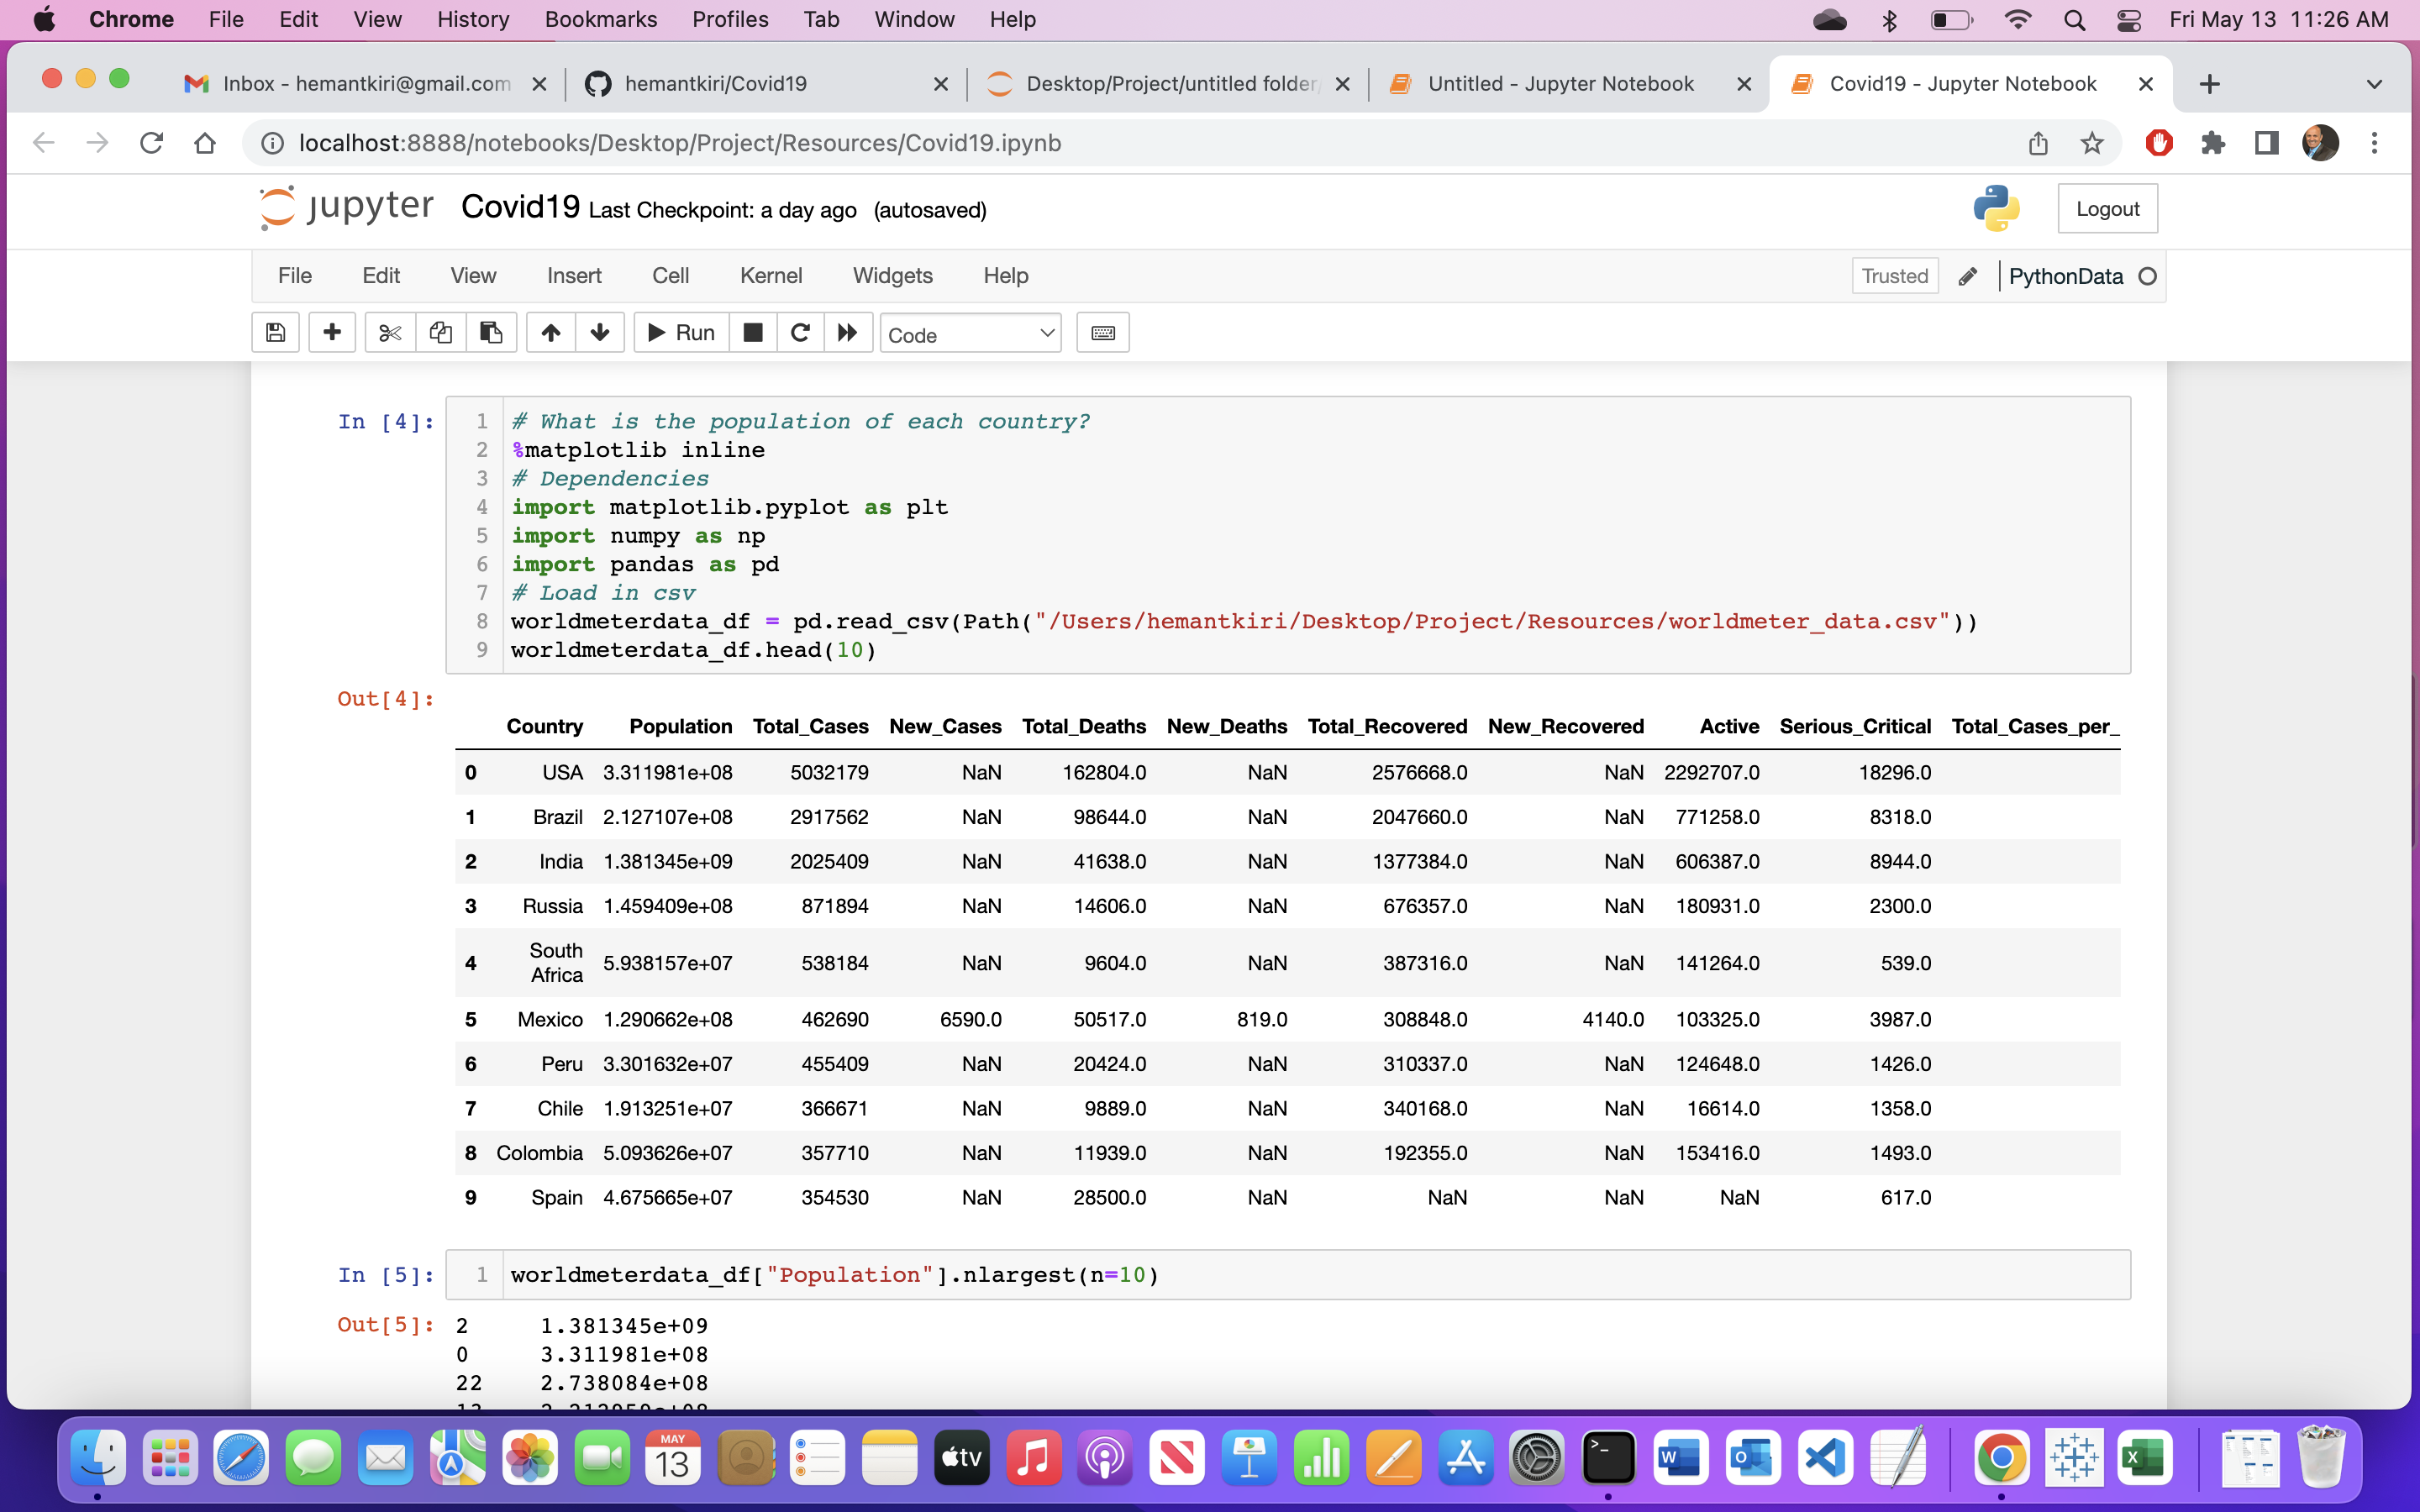 Chrome File Edit View History Bookmarks Profiles Tab Window Help Fri May 13 11:26 AM
Inbox - hemantkiri@gmail.com hemantkiri/Covid19 Desktop/Project/untitled folder/ Untitled - Jupyter Notebook Covid19 - Jupyter Notebook
localhost:8888/notebooks/Desktop/Project/Resources/Covid19.ipynb
jupyter Covid19 Last Checkpoint: a day ago (autosaved) Logout
File Edit View Insert Cell Kernel Widgets Help Trusted PythonData
Run Code
In [4]: 1 # What is the population of each country?
2 %matplotlib inline
3 # Dependencies
4 import matplotlib.pyplot as plt
5 import numpy as np
6 import pandas as pd
7 # Load in csv
8 worldmeterdata_df = pd.read_csv(Path("/Users/hemantkiri/Desktop/Project/Resources/worldmeter_data.csv"))
9 worldmeterdata_df.head(10)
Out[4]:
Country Population Total_Cases New_Cases Total_Deaths New_Deaths Total_Recovered New_Recovered Active Serious_Critical Total_Cases_per_
0 USA 3.311981e+08 5032179 NaN 162804.0 NaN 2576668.0 NaN 2292707.0 18296.0
1 Brazil 2.127107e+08 2917562 NaN 98644.0 NaN 2047660.0 NaN 771258.0 8318.0
2 India 1.381345e+09 2025409 NaN 41638.0 NaN 1377384.0 NaN 606387.0 8944.0
3 Russia 1.459409e+08 871894 NaN 14606.0 NaN 676357.0 NaN 180931.0 2300.0
4 South Africa 5.938157e+07 538184 NaN 9604.0 NaN 387316.0 NaN 141264.0 539.0
5 Mexico 1.290662e+08 462690 6590.0 50517.0 819.0 308848.0 4140.0 103325.0 3987.0
6 Peru 3.301632e+07 455409 NaN 20424.0 NaN 310337.0 NaN 124648.0 1426.0
7 Chile 1.913251e+07 366671 NaN 9889.0 NaN 340168.0 NaN 16614.0 1358.0
8 Colombia 5.093626e+07 357710 NaN 11939.0 NaN 192355.0 NaN 153416.0 1493.0
9 Spain 4.675665e+07 354530 NaN 28500.0 NaN NaN NaN NaN 617.0
In [5]: 1 worldmeterdata_df["Population"].nlargest(n=10)
Out[5]: 2 1.381345e+09
0 3.311981e+08
22 2.738084e+08
MAY
13
tv